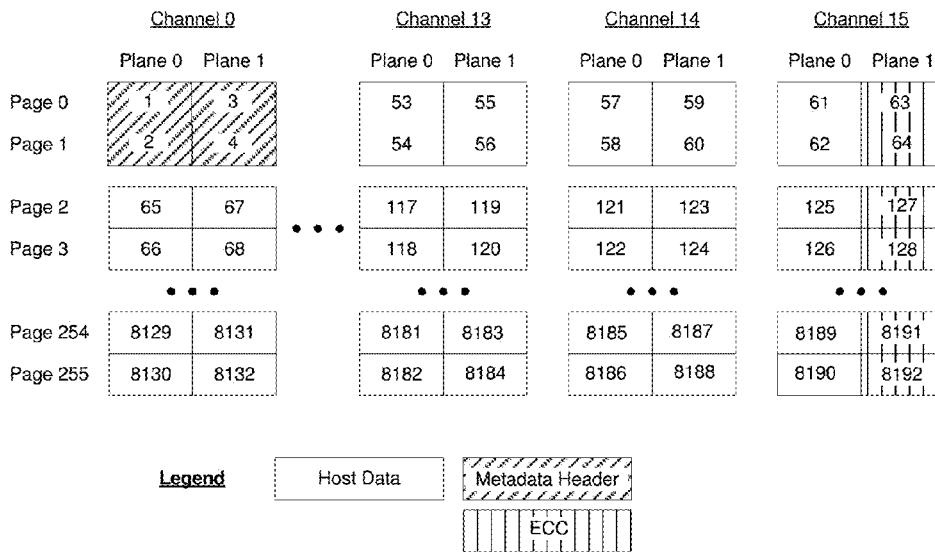 Channel 0 Channel 13 Channel 14 Channel 15
Plane 0 Plane 1 Plane 0 Plane 1 Plane 0 Plane 1 Plane 0 Plane 1
Page 0 1 3 53 55 57 59 61 63
Page 1 2 4 54 56 58 60 62 64
Page 2 65 67 117 119 121 123 125 127
Page 3 66 68 118 120 122 124 126 128
Page 254 8129 8131 8181 8183 8185 8187 8189 8191
Page 255 8130 8132 8182 8184 8186 8188 8190 8192
Legend Host Data Metadata Header
ECC